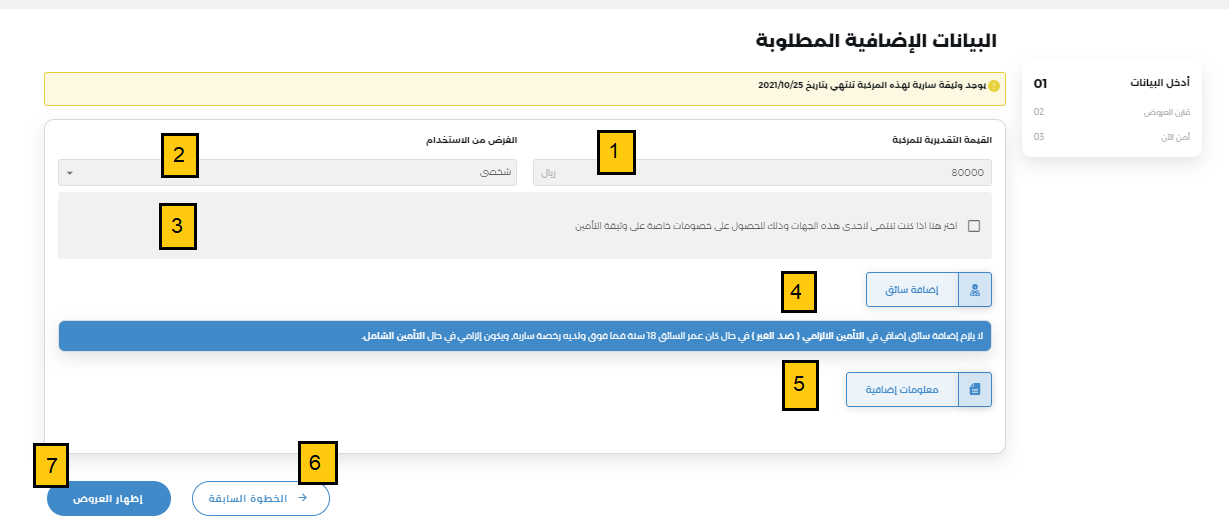 البيانات الإضافية المطلوبة
أدخل البيانات 01
قارن العروض 02
أمن الآن 03
يوجد وثيقة سارية لهذه المركبة تنتهي بتاريخ 2021/10/25
القيمة التقديرية للمركبة
1
80000 ريال
الغرض من الاستخدام
2
شخصي
اختر هنا اذا كنت تنتمي لاحدى هذه الجهات وذلك للحصول على خصومات خاصة على وثيقة التأمين
3
إضافة سائق
4
لا يلزم إضافة سائق إضافي في التأمين الالزامي ( ضد الغير ) في حال كان عمر السائق 18 سنة فما فوق ولديه رخصة سارية، ويكون إلزامي في حال التأمين الشامل.
معلومات إضافية
5
6
الخطوة السابقة
7
إظهار العروض